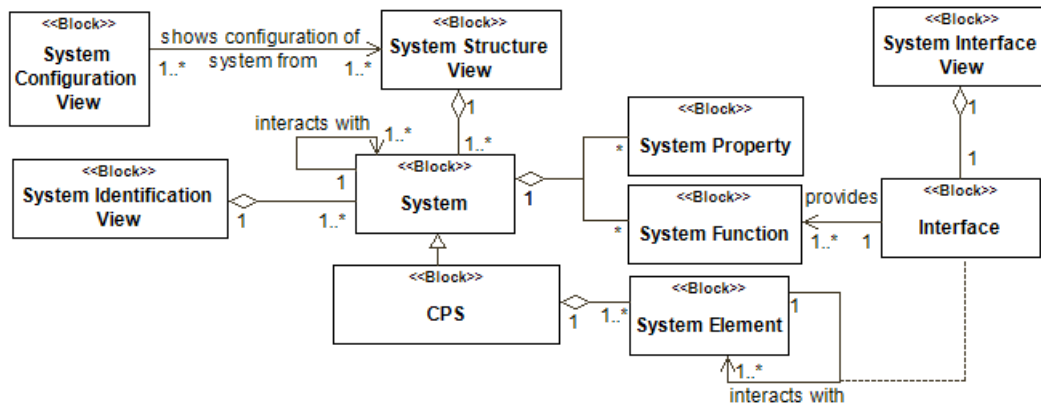 <<Block>>
System
Configuration
View
shows configuration of
system from
1..*
1..*
<<Block>>
System Structure
View
1
1..*
<<Block>>
System Interface
View
1
1
interacts with
1..*
1
<<Block>>
System Property
*
<<Block>>
System Identification
View
1
1..*
<<Block>>
System
1
<<Block>>
System Function
*
provides
1..*
1
<<Block>>
Interface
<<Block>>
CPS
1
1..*
<<Block>>
System Element
1
1..*
interacts with